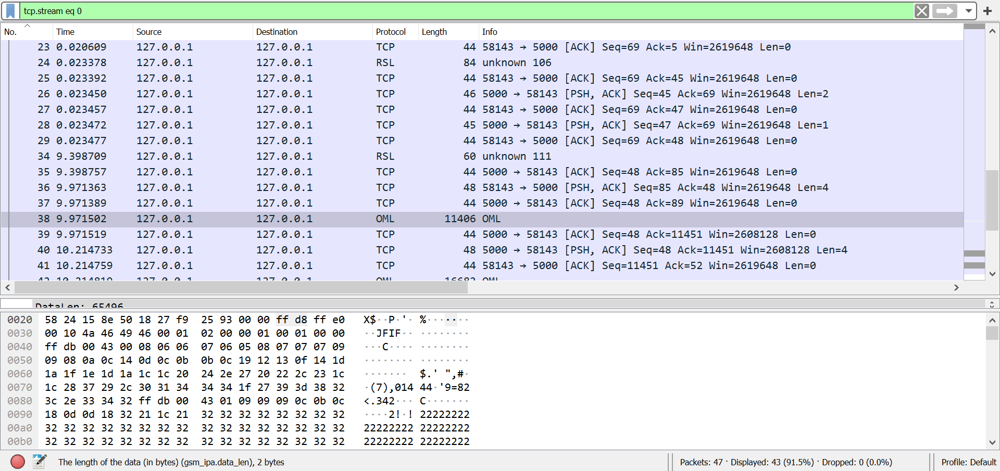 tcp.stream eq 0
No. Time Source Destination Protocol Length Info
23 0.020609 127.0.0.1 127.0.0.1 TCP 44 58143 → 5000 [ACK] Seq=69 Ack=5 Win=2619648 Len=0
24 0.023378 127.0.0.1 127.0.0.1 RSL 84 unknown 106
25 0.023392 127.0.0.1 127.0.0.1 TCP 44 58143 → 5000 [ACK] Seq=69 Ack=45 Win=2619648 Len=0
26 0.023450 127.0.0.1 127.0.0.1 TCP 46 5000 → 58143 [PSH, ACK] Seq=45 Ack=69 Win=2619648 Len=2
27 0.023457 127.0.0.1 127.0.0.1 TCP 44 58143 → 5000 [ACK] Seq=69 Ack=47 Win=2619648 Len=0
28 0.023472 127.0.0.1 127.0.0.1 TCP 45 5000 → 58143 [PSH, ACK] Seq=47 Ack=69 Win=2619648 Len=1
29 0.023477 127.0.0.1 127.0.0.1 TCP 44 58143 → 5000 [ACK] Seq=69 Ack=48 Win=2619648 Len=0
34 9.398709 127.0.0.1 127.0.0.1 RSL 60 unknown 111
35 9.398757 127.0.0.1 127.0.0.1 TCP 44 5000 → 58143 [ACK] Seq=48 Ack=85 Win=2619648 Len=0
36 9.971363 127.0.0.1 127.0.0.1 TCP 48 58143 → 5000 [PSH, ACK] Seq=85 Ack=48 Win=2619648 Len=4
37 9.971389 127.0.0.1 127.0.0.1 TCP 44 5000 → 58143 [ACK] Seq=48 Ack=89 Win=2619648 Len=0
38 9.971502 127.0.0.1 127.0.0.1 OML 11406 OML
39 9.971519 127.0.0.1 127.0.0.1 TCP 44 5000 → 58143 [ACK] Seq=48 Ack=11451 Win=2608128 Len=0
40 10.214733 127.0.0.1 127.0.0.1 TCP 48 5000 → 58143 [PSH, ACK] Seq=48 Ack=11451 Win=2608128 Len=4
41 10.214759 127.0.0.1 127.0.0.1 TCP 44 58143 → 5000 [ACK] Seq=11451 Ack=52 Win=2619648 Len=0
42 10.214819 127.0.0.1 127.0.0.1 OML 16682 OML
DataLen: 65496
0020 58 24 15 8e 50 18 27 f9 25 93 00 00 ff d8 ff e0 X$··P·'· %·······
0030 00 10 4a 46 49 46 00 01 02 00 00 01 00 01 00 00 ··JFIF·· ········
0040 ff db 00 43 00 08 06 06 07 06 05 08 07 07 07 09 ···C···· ········
0050 09 08 0a 0c 14 0d 0c 0b 0b 0c 19 12 13 0f 14 1d ········ ········
0060 1a 1f 1e 1d 1a 1c 1c 20 24 2e 27 20 22 2c 23 1c ·······  $.' ",#·
0070 1c 28 37 29 2c 30 31 34 34 34 1f 27 39 3d 38 32 ·(7),014 44·'9=82
0080 3c 2e 33 34 32 ff db 00 43 01 09 09 09 0c 0b 0c <.342··· C·······
0090 18 0d 0d 18 32 21 1c 21 32 32 32 32 32 32 32 32 ····2!·! 22222222
00a0 32 32 32 32 32 32 32 32 32 32 32 32 32 32 32 32 22222222 22222222
00b0 32 32 32 32 32 32 32 32 32 32 32 32 32 32 32 32 22222222 22222222
The length of the data (in bytes) (gsm_ipa.data_len), 2 bytes Packets: 47 · Displayed: 43 (91.5%) · Dropped: 0 (0.0%) Profile: Default